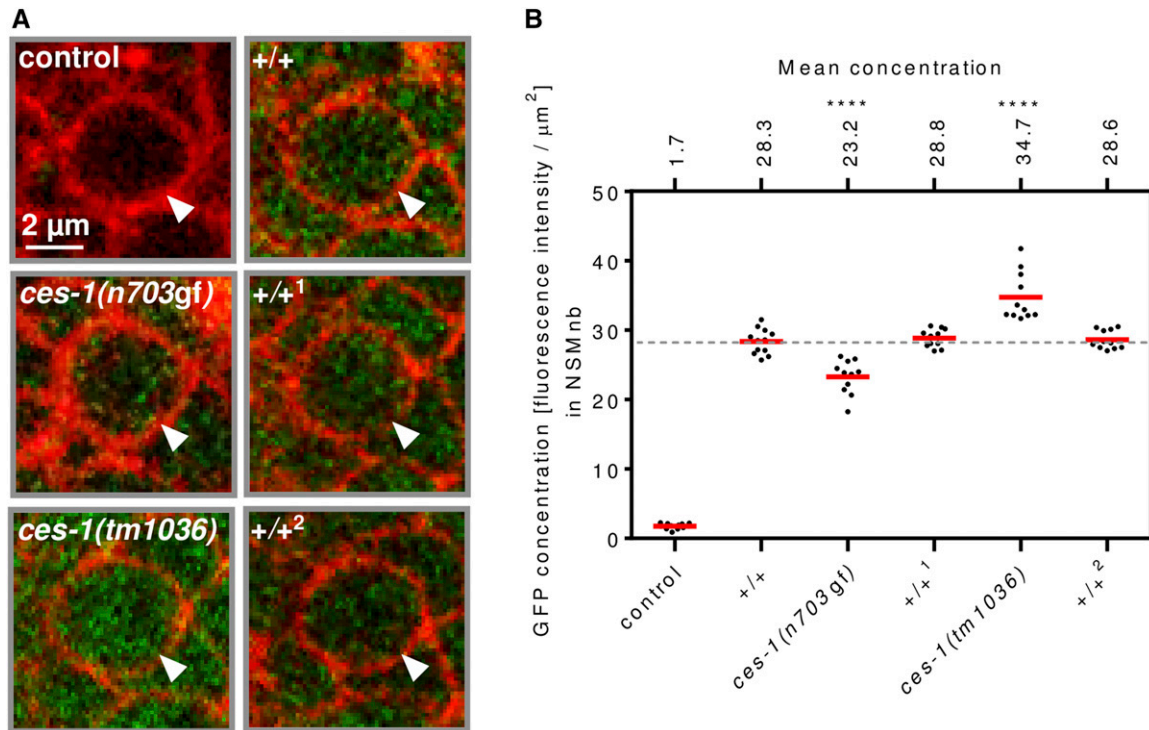 A
control
+/+
2 µm
ces-1(n703gf)
+/+1
ces-1(tm1036)
+/+2
B
Mean concentration
**** ****
1.7 28.3 23.2 28.8 34.7 28.6
GFP concentration [fluorescence intensity / µm2]
in NSMnb
50
40
30
20
10
0
control +/+ ces-1(n703gf) +/+1 ces-1(tm1036) +/+2